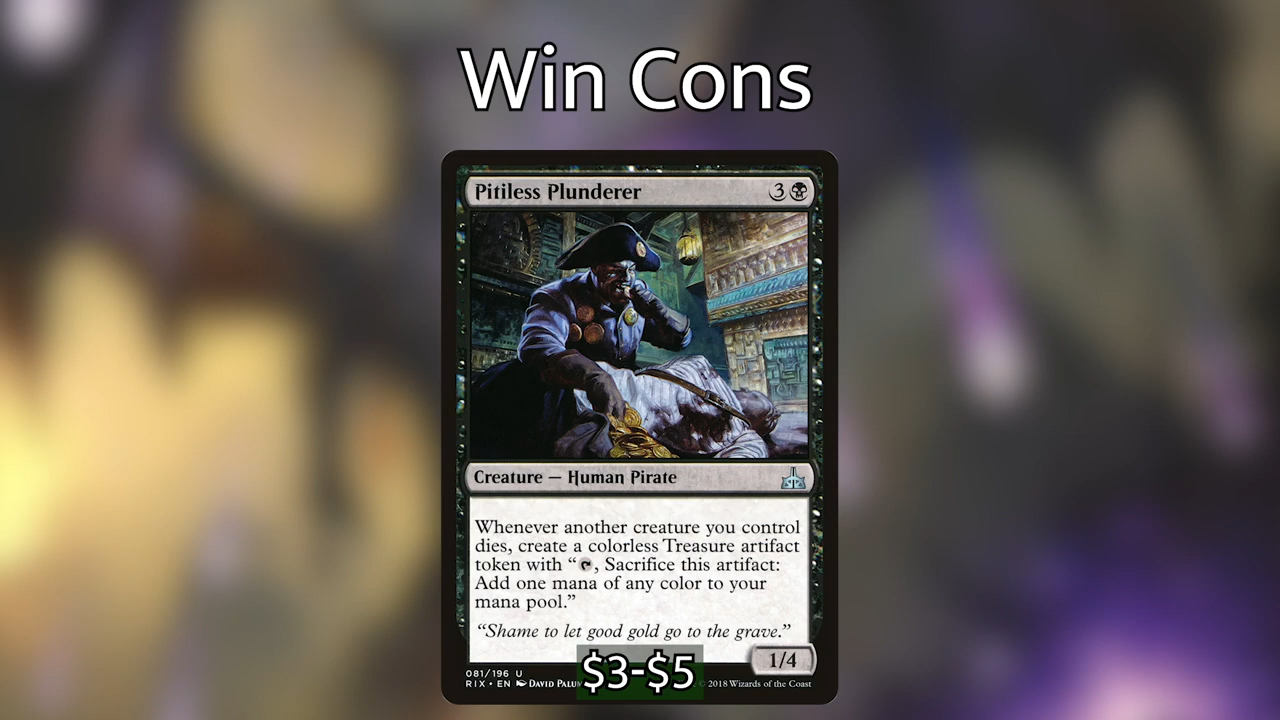 Win Cons
Pitiless Plunderer 3
Creature — Human Pirate
Whenever another creature you control
dies, create a colorless Treasure artifact
token with “, Sacrifice this artifact:
Add one mana of any color to your
mana pool.”
“Shame to let good gold go to the grave.”
1/4
$3-$5
081/196 U
RIX • EN DAVID 2018 Wizards of the Coast